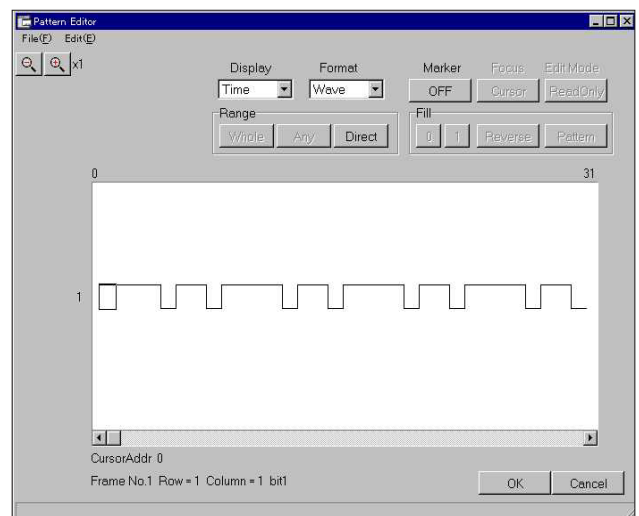 Pattern Editor
File(F) Edit(E)
x1
Display Format Marker Focus Edit Mode
Time Wave OFF Cursor ReadOnly
Range Fill
Whole Any Direct 0 1 Reverse Pattern
0 31
1
CursorAddr 0
Frame No.1 Row = 1 Column = 1 bit1
OK Cancel